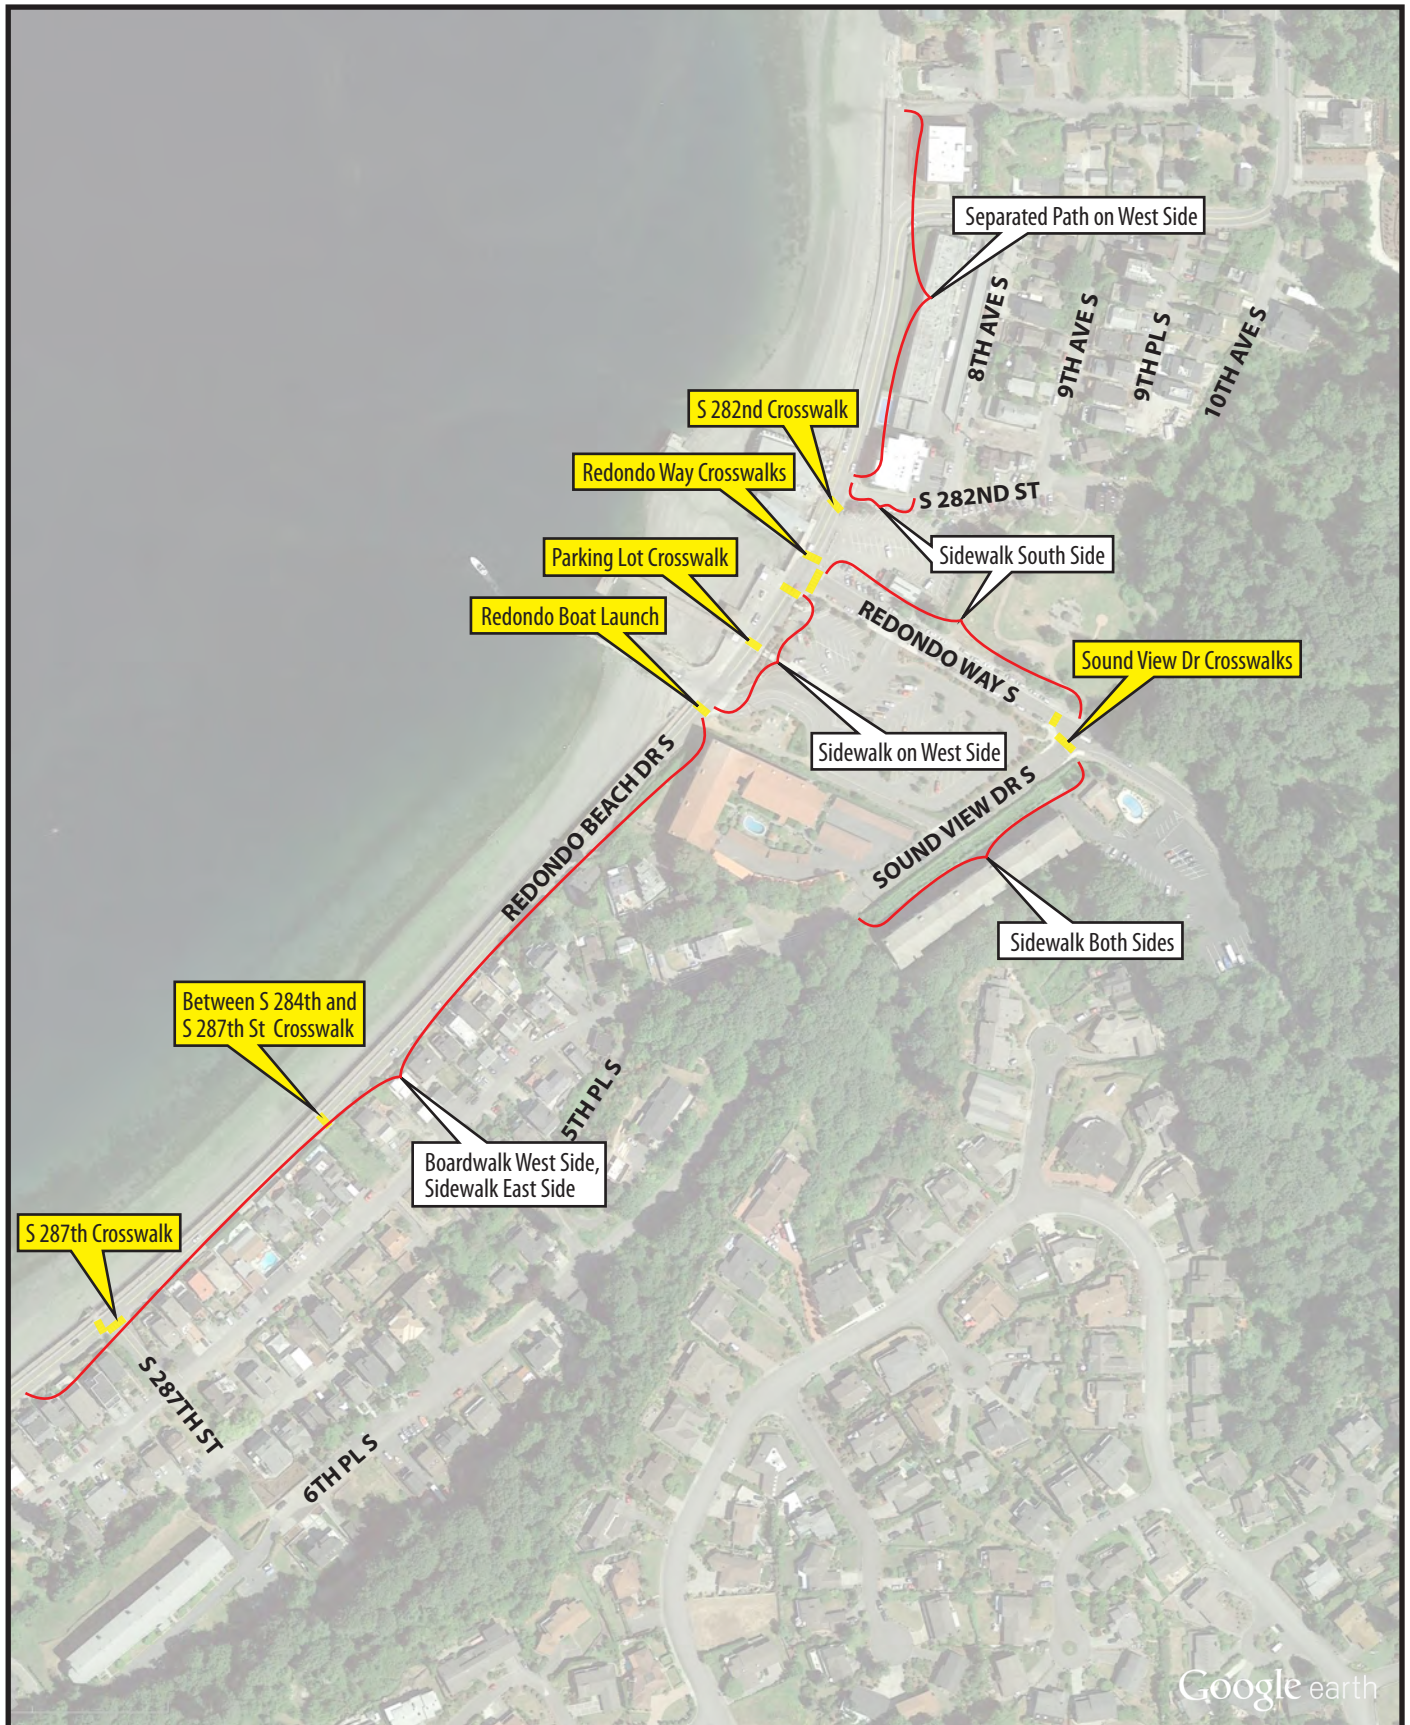 Separated Path on West Side
8TH AVE S
9TH AVE S
9TH PL S
10TH AVE S
S 282nd Crosswalk
Redondo Way Crosswalks
S 282ND ST
Parking Lot Crosswalk
Sidewalk South Side
Redondo Boat Launch
REDONDO WAY S
Sound View Dr Crosswalks
Sidewalk on West Side
REDONDO BEACH DR S
SOUND VIEW DR S
Sidewalk Both Sides
Between S 284th and
S 287th St Crosswalk
5TH PL S
Boardwalk West Side,
Sidewalk East Side
S 287th Crosswalk
S 287TH ST
6TH PL S
Google earth